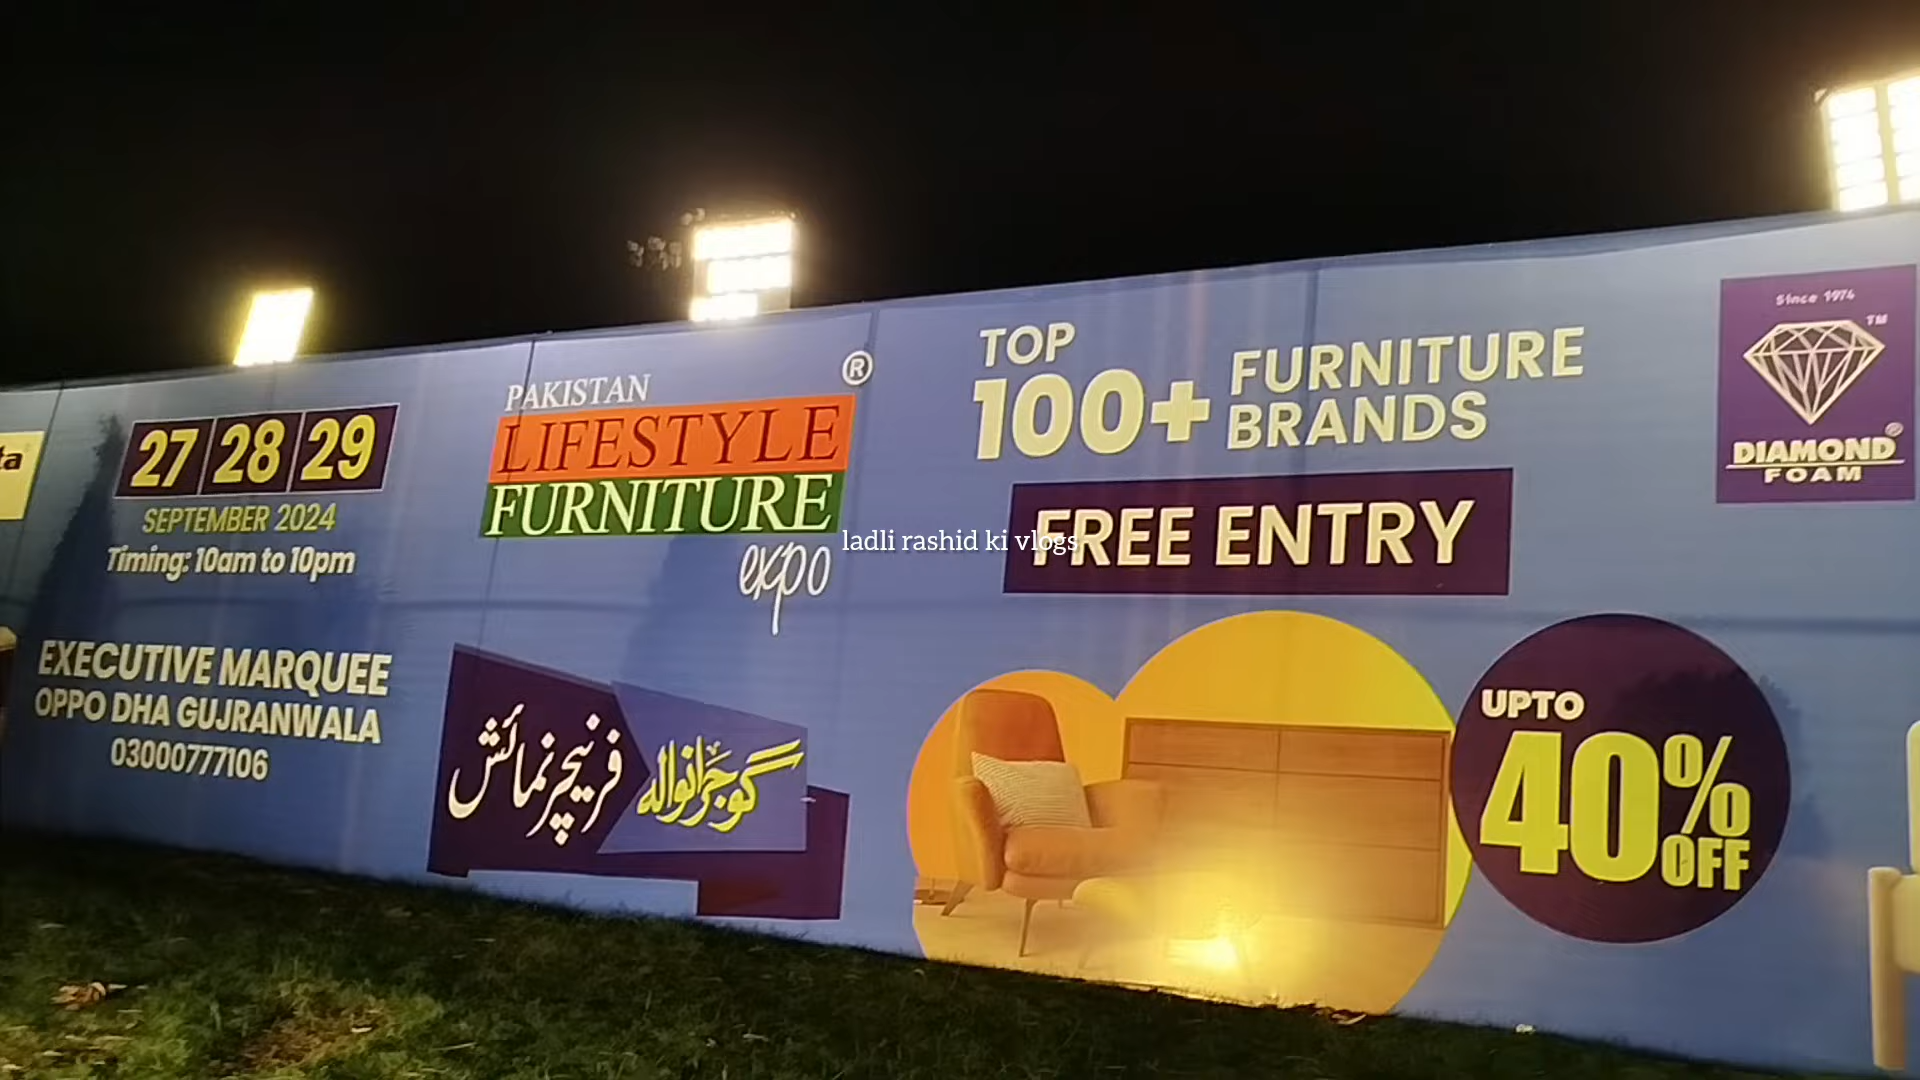 ta
27 28 29
SEPTEMBER 2024
Timing: 10am to 10pm
EXECUTIVE MARQUEE
OPPO DHA GUJRANWALA
03000777106
PAKISTAN
LIFESTYLE ®
FURNITURE
expo
گوجرانوالہ
فرنیچر نمائش
TOP
100+ FURNITURE
BRANDS
FREE ENTRY
ladli rashid ki vlogs
UPTO
40%
OFF
Since 1974
TM
DIAMOND®
FOAM